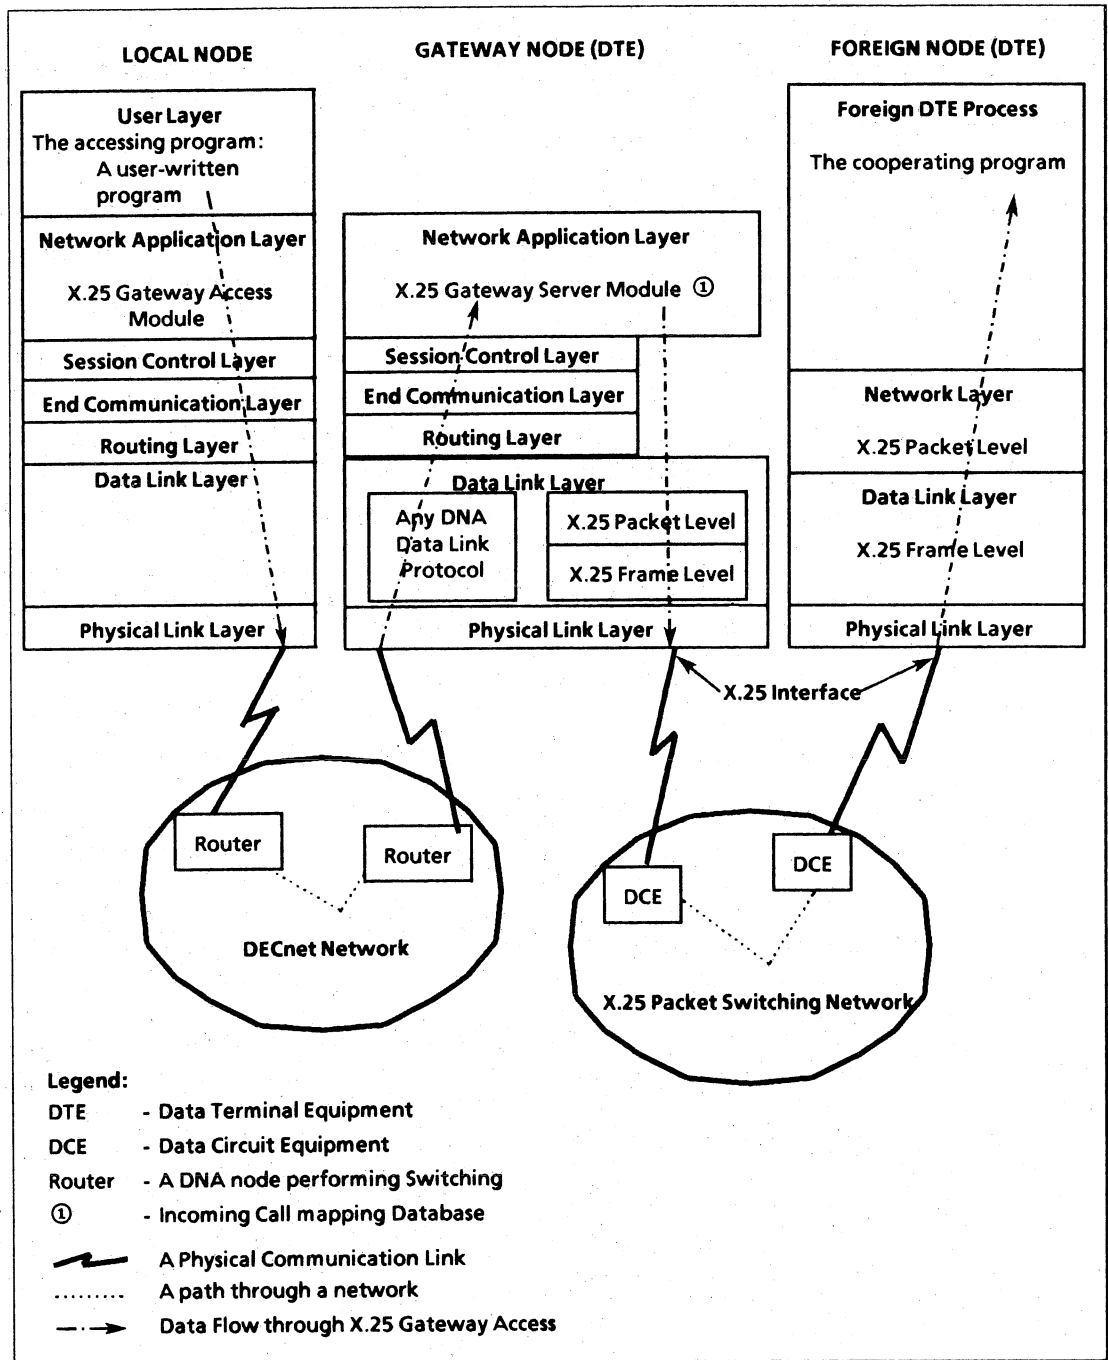 LOCAL NODE
GATEWAY NODE (DTE)
FOREIGN NODE (DTE)
User Layer
The accessing program:
A user-written
program
Network Application Layer
X.25 Gateway Access
Module
Session Control Layer
End Communication Layer
Routing Layer
Data Link Layer
Physical Link Layer
Network Application Layer
X.25 Gateway Server Module ①
Session Control Layer
End Communication Layer
Routing Layer
Data Link Layer
Any DNA
Data Link
Protocol
X.25 Packet Level
X.25 Frame Level
Physical Link Layer
Foreign DTE Process
The cooperating program
Network Layer
X.25 Packet Level
Data Link Layer
X.25 Frame Level
Physical Link Layer
X.25 Interface
Router
Router
DECnet Network
DCE
DCE
X.25 Packet Switching Network
Legend:
DTE - Data Terminal Equipment
DCE - Data Circuit Equipment
Router - A DNA node performing Switching
① - Incoming Call mapping Database
A Physical Communication Link
A path through a network
Data Flow through X.25 Gateway Access